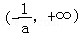 (-1/a, +∞)